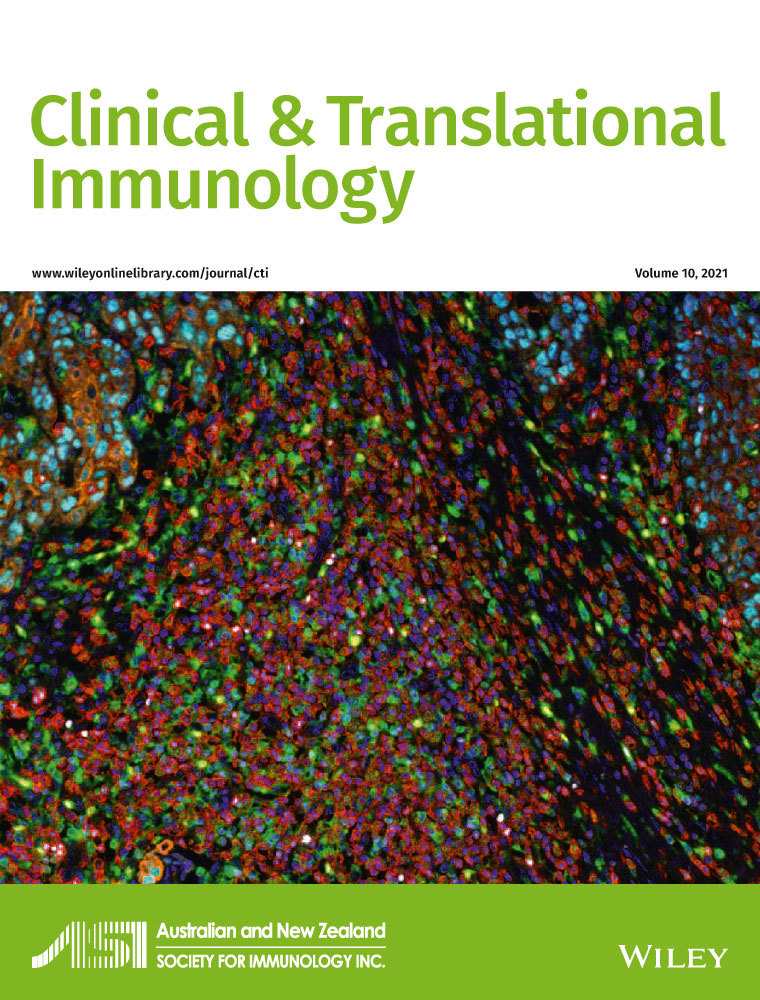 Clinical & Translational
Immunology
www.wileyonlinelibrary.com/journal/cti
Volume 10, 2021
ASI
Australian and New Zealand
SOCIETY FOR IMMUNOLOGY INC.
WILEY